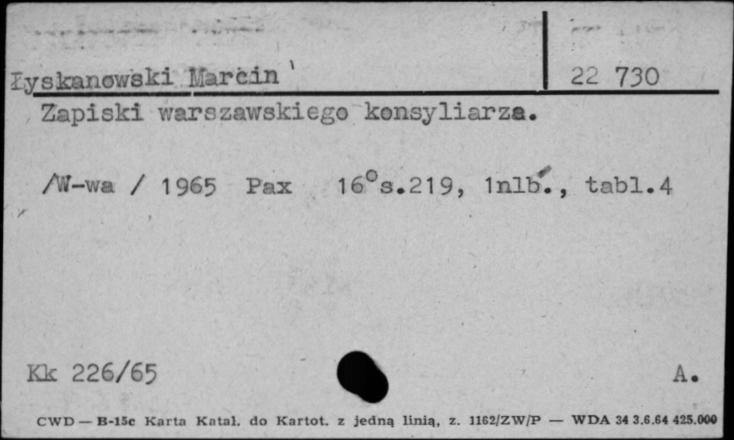 Łyskanowski Marcin 22 730
Zapiski warszawskiego konsyliarza.
/W-wa / 1965 Pax 16° s.219, 1nlb., tabl.4
Kk 226/65 A.
CWD — B-15c Karta Katal. do Kartot. z jedną linią, z. 1162/ZW/P — WDA 34 3.6.64 425.000